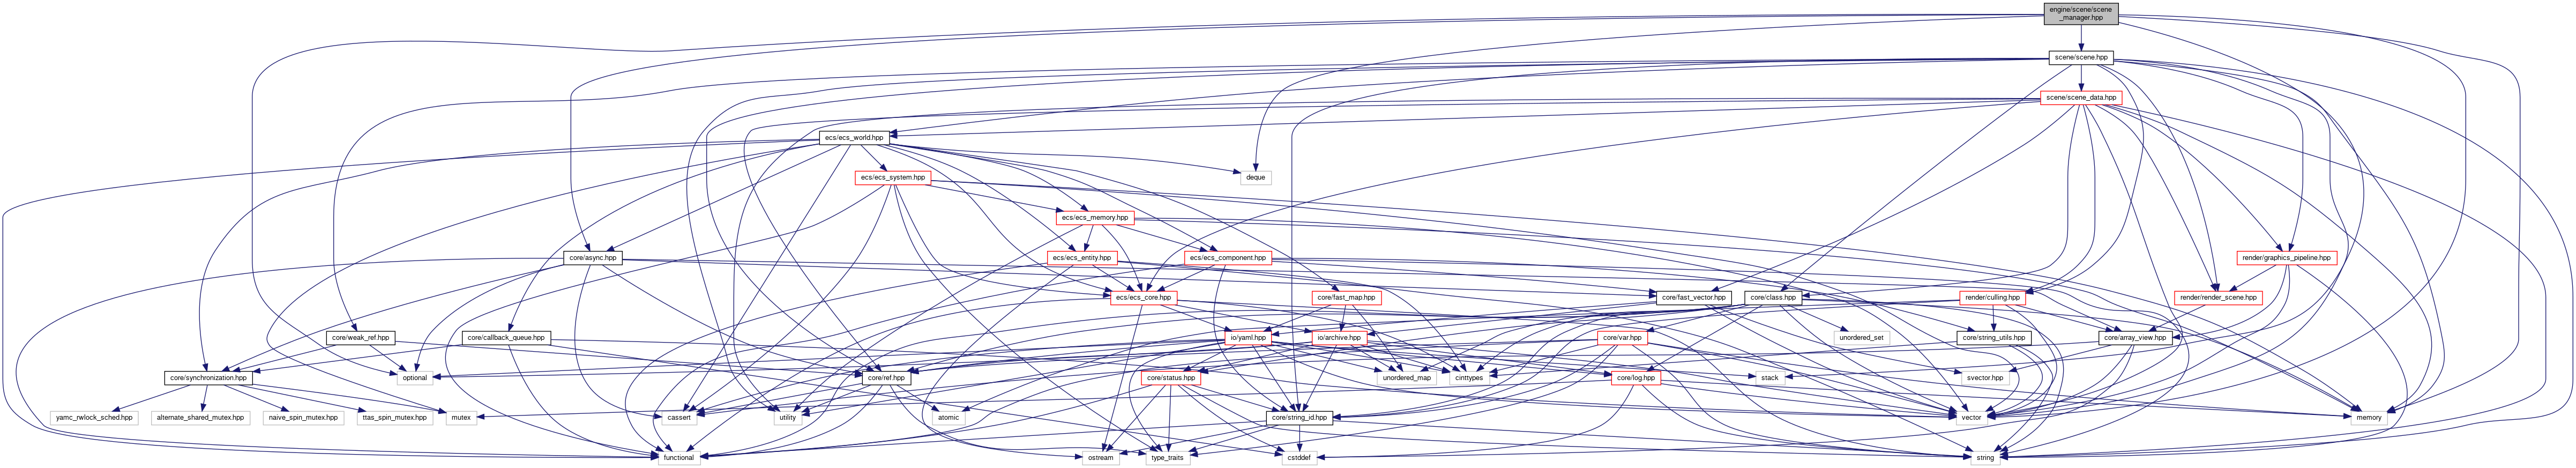 engine/scene/scene
_manager.hpp
scene/scene.hpp
scene/scene_data.hpp
ecs/ecs_world.hpp
ecs/ecs_system.hpp
deque
ecs/ecs_memory.hpp
core/async.hpp
ecs/ecs_entity.hpp
ecs/ecs_component.hpp
render/graphics_pipeline.hpp
ecs/ecs_core.hpp
core/fast_map.hpp
core/fast_vector.hpp
core/class.hpp
render/culling.hpp
render/render_scene.hpp
core/weak_ref.hpp
core/callback_queue.hpp
io/yaml.hpp
io/archive.hpp
core/var.hpp
unordered_set
core/string_utils.hpp
core/array_view.hpp
core/synchronization.hpp
optional
core/ref.hpp
core/status.hpp
unordered_map
cinttypes
core/log.hpp
stack
svector.hpp
yamc_rwlock_sched.hpp
alternate_shared_mutex.hpp
naive_spin_mutex.hpp
ttas_spin_mutex.hpp
mutex
cassert
utility
atomic
core/string_id.hpp
vector
memory
functional
ostream
type_traits
cstddef
string